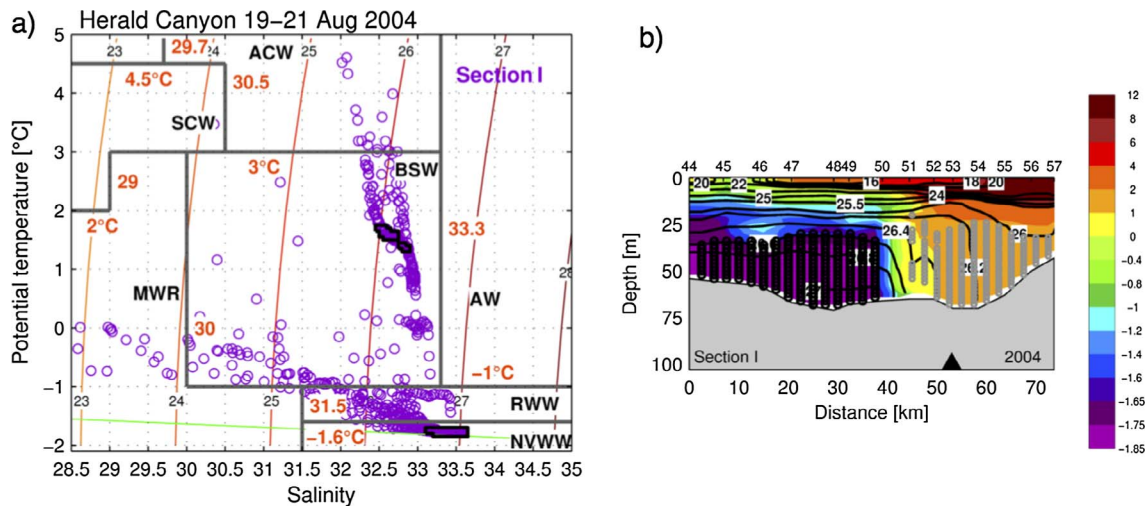 a) Herald Canyon 19–21 Aug 2004
Potential temperature [°C]
5
4
3
2
1
0
−1
−2
23 29.7 24 ACW 25 26 27
4.5°C 30.5 Section I
SCW
3°C BSW
29
2°C 33.3
28
MWR AW
30
−1°C
23 24 25 31.5 27 RWW
−1.6°C NVWW
28.5 29 29.5 30 30.5 31 31.5 32 32.5 33 33.5 34 34.5 35
Salinity
b)
44 45 46 47 48 49 50 51 52 53 54 55 56 57
Depth [m]
0
25
50
75
100
20 22 16 18 20
25 24
25.5
26.4 26
Section I 2004
0 10 20 30 40 50 60 70
Distance [km]
12
8
6
4
2
1
0
−0.8
−1
−1.2
−1.4
−1.6
−1.65
−1.75
−1.85